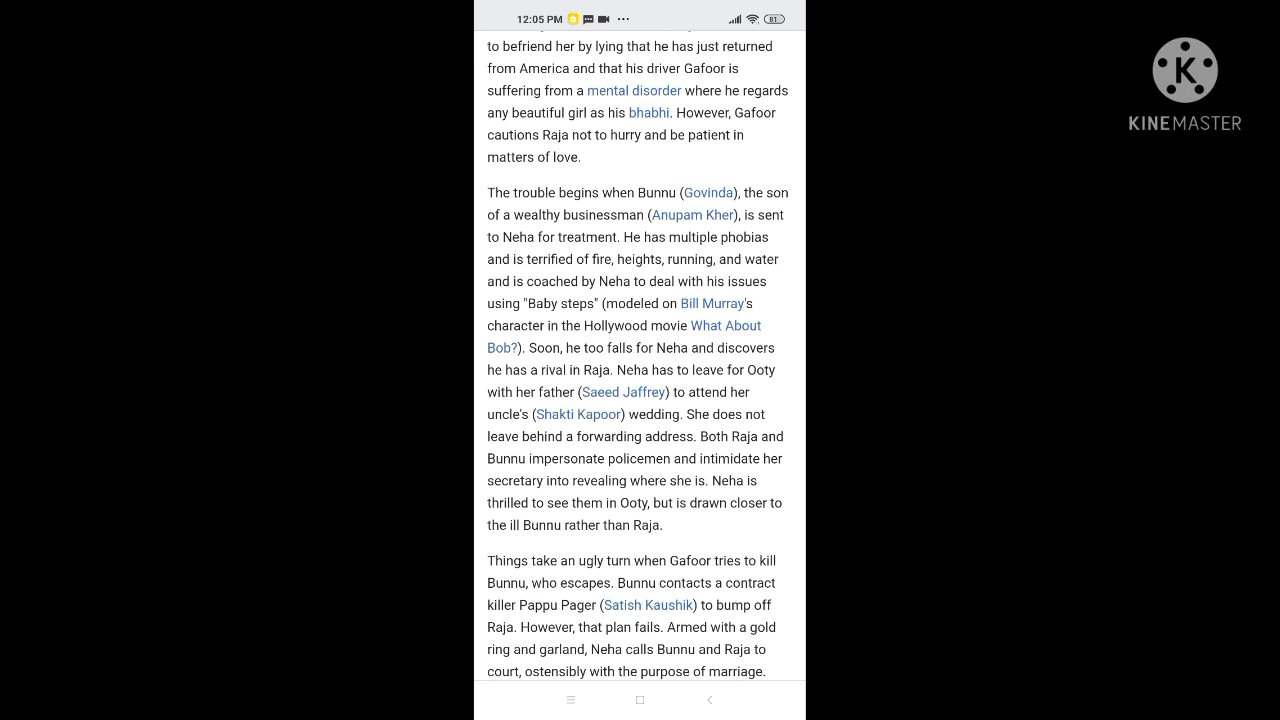 12:05 PM
81
to befriend her by lying that he has just returned
from America and that his driver Gafoor is
suffering from a mental disorder where he regards
any beautiful girl as his bhabhi. However, Gafoor
cautions Raja not to hurry and be patient in
matters of love.
The trouble begins when Bunnu (Govinda), the son
of a wealthy businessman (Anupam Kher), is sent
to Neha for treatment. He has multiple phobias
and is terrified of fire, heights, running, and water
and is coached by Neha to deal with his issues
using "Baby steps" (modeled on Bill Murray's
character in the Hollywood movie What About
Bob?). Soon, he too falls for Neha and discovers
he has a rival in Raja. Neha has to leave for Ooty
with her father (Saeed Jaffrey) to attend her
uncle's (Shakti Kapoor) wedding. She does not
leave behind a forwarding address. Both Raja and
Bunnu impersonate policemen and intimidate her
secretary into revealing where she is. Neha is
thrilled to see them in Ooty, but is drawn closer to
the ill Bunnu rather than Raja.
Things take an ugly turn when Gafoor tries to kill
Bunnu, who escapes. Bunnu contacts a contract
killer Pappu Pager (Satish Kaushik) to bump off
Raja. However, that plan fails. Armed with a gold
ring and garland, Neha calls Bunnu and Raja to
court, ostensibly with the purpose of marriage.
K
KINEMASTER